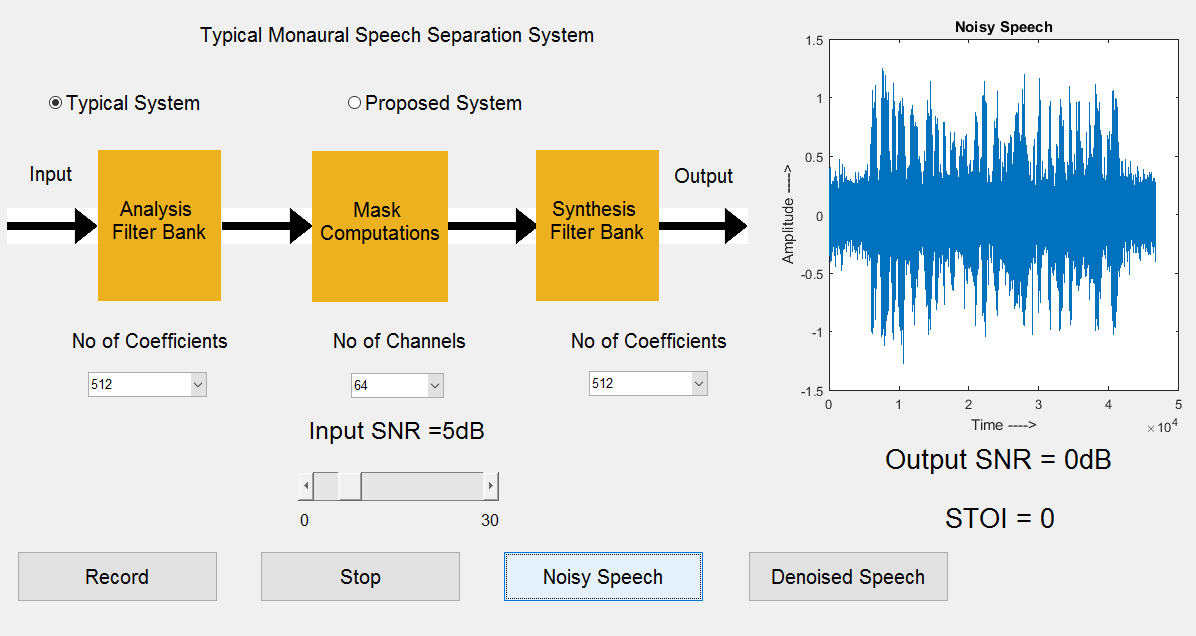 Typical Monaural Speech Separation System
Typical System
Proposed System
Input
Analysis
Filter Bank
Mask
Computations
Synthesis
Filter Bank
Output
No of Coefficients
No of Channels
No of Coefficients
512
64
512
Input SNR =5dB
0
30
Noisy Speech
Amplitude ---->
1.5
1
0.5
0
-0.5
-1
-1.5
0 1 2 3 4 5
Time ---->
×10⁴
Output SNR = 0dB
STOI = 0
Record
Stop
Noisy Speech
Denoised Speech